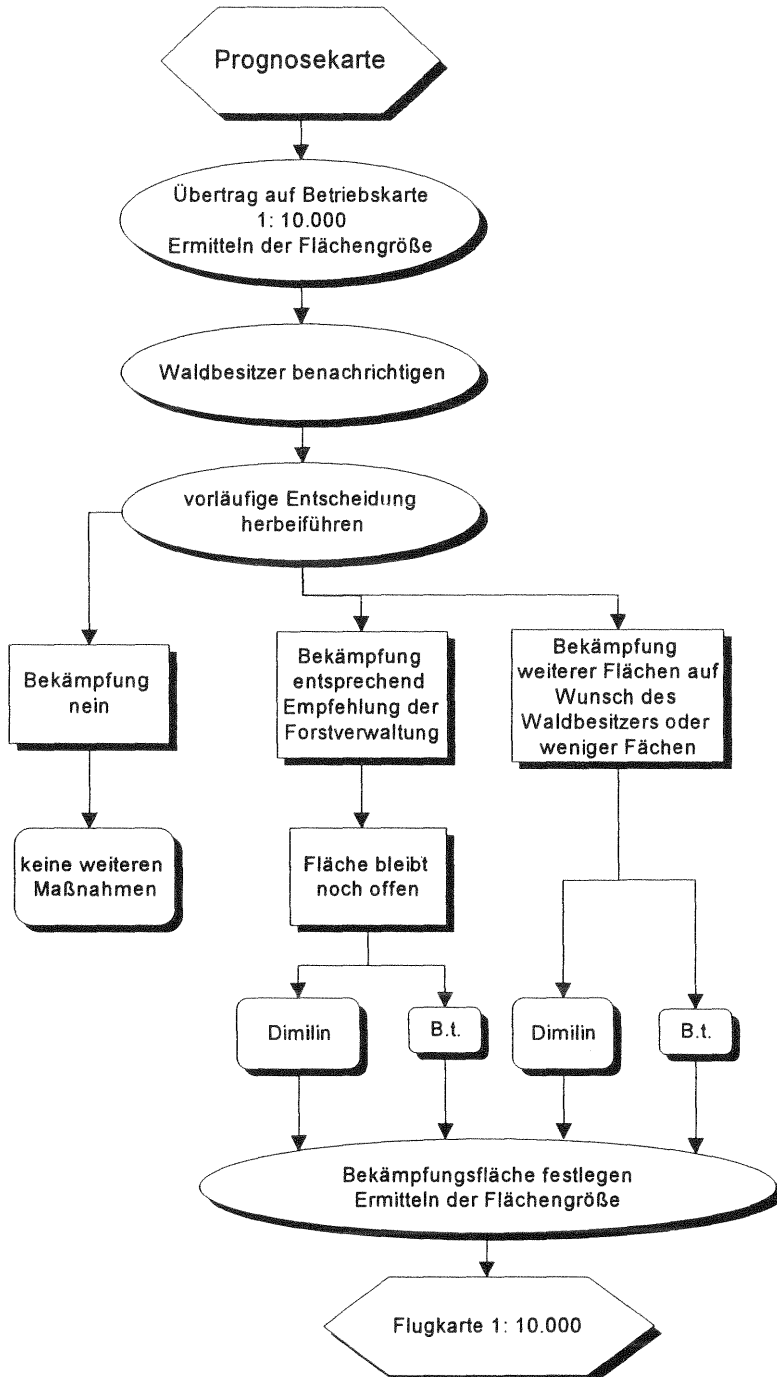 Prognosekarte
Übertrag auf Betriebskarte
1: 10.000
Ermitteln der Flächengröße
Waldbesitzer benachrichtigen
vorläufige Entscheidung
herbeiführen
Bekämpfung
nein
Bekämpfung
entsprechend
Empfehlung der
Forstverwaltung
Bekämpfung
weiterer Flächen auf
Wunsch des
Waldbesitzers oder
weniger Fächen
keine weiteren
Maßnahmen
Fläche bleibt
noch offen
Dimilin
B.t.
Dimilin
B.t.
Bekämpfungsfläche festlegen
Ermitteln der Flächengröße
Flugkarte 1: 10.000